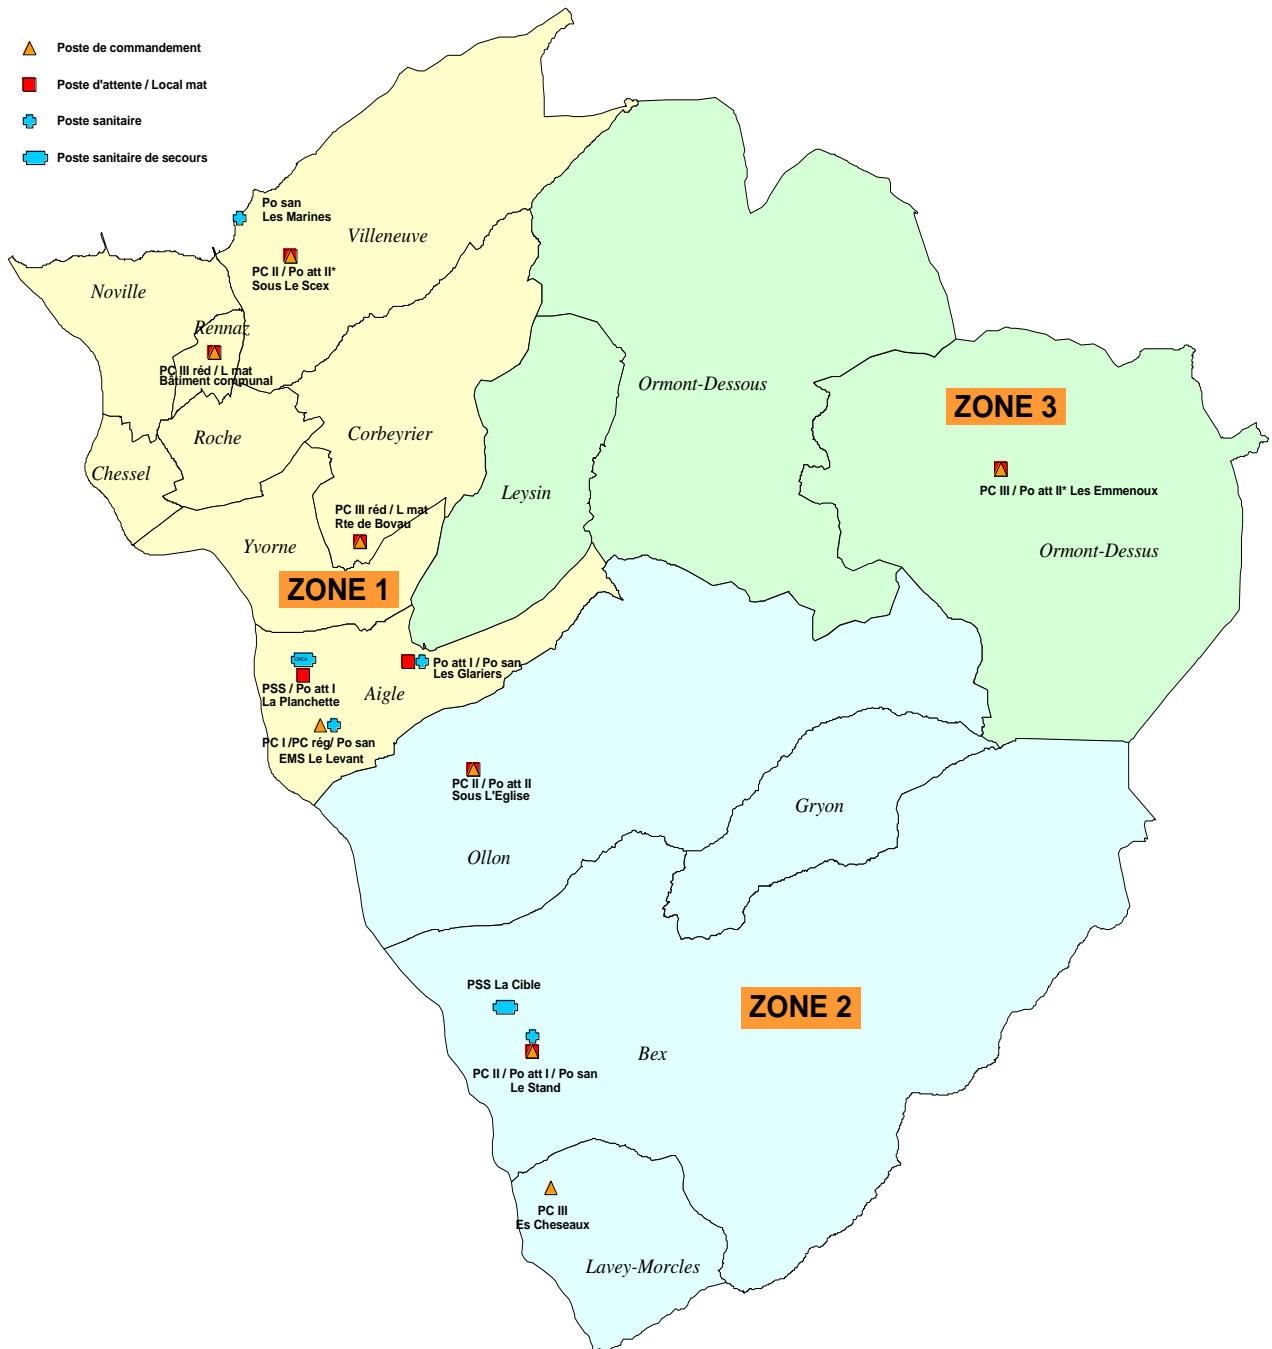 Poste de commandement
Poste d'attente / Local mat
Poste sanitaire
Poste sanitaire de secours
Po san
Les Marines
Villeneuve
PC II / Po att II*
Sous Le Scex
Noville
Rennaz
PC III réd / L mat
Bâtiment communal
Ormont-Dessous
ZONE 3
Roche
Corbeyrier
Chessel
Leysin
PC III / Po att II* Les Emmenoux
PC III réd / L mat
Rte de Bovau
Yvorne
Ormont-Dessus
ZONE 1
Po att I / Po san
Les Glariers
PSS / Po att I
La Planchette
Aigle
PC I /PC rég/ Po san
EMS Le Levant
PC II / Po att II
Sous L'Eglise
Gryon
Ollon
PSS La Cible
ZONE 2
Bex
PC II / Po att I / Po san
Le Stand
PC III
Es Cheseaux
Lavey-Morcles